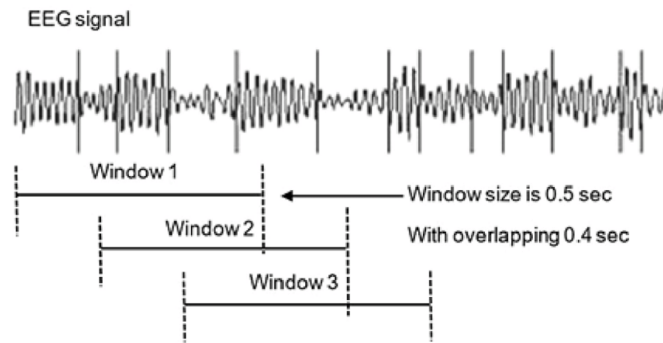 EEG signal
Window 1
Window size is 0.5 sec
Window 2
With overlapping 0.4 sec
Window 3